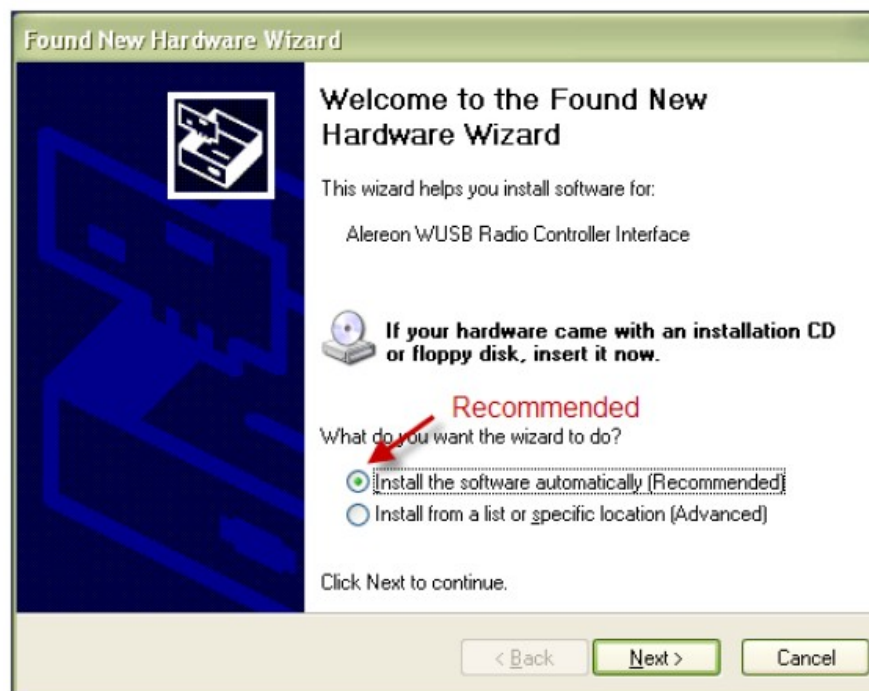 Found New Hardware Wizard
Welcome to the Found New
Hardware Wizard
This wizard helps you install software for:
Alereon WUSB Radio Controller Interface
If your hardware came with an installation CD
or floppy disk, insert it now.
Recommended
What do you want the wizard to do?
Install the software automatically (Recommended)
Install from a list or specific location (Advanced)
Click Next to continue.
< Back
Next >
Cancel